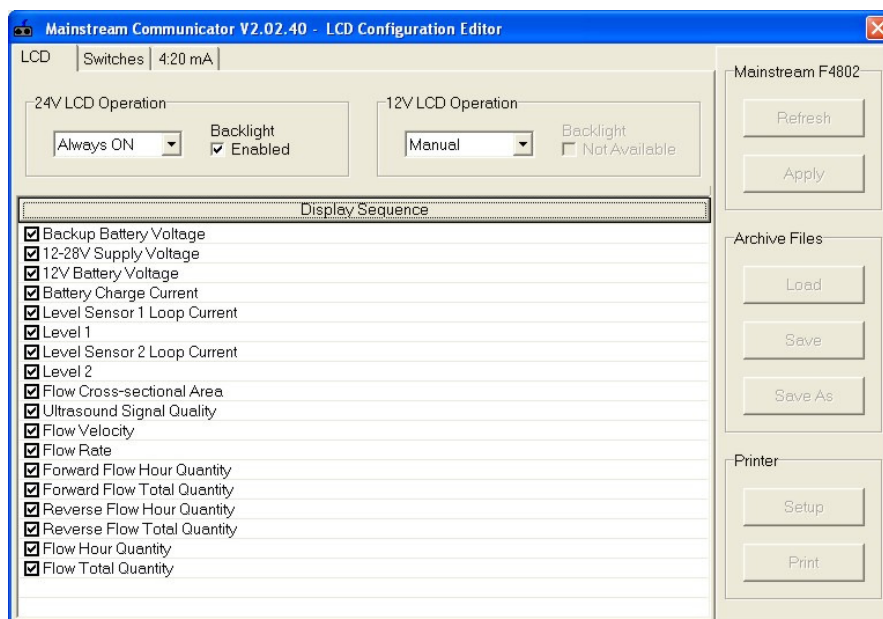 Mainstream Communicator V2.02.40 - LCD Configuration Editor
LCD
Switches
4:20 mA
24V LCD Operation
Always ON
Backlight
Enabled
12V LCD Operation
Manual
Backlight
Not Available
Display Sequence
Backup Battery Voltage
12-28V Supply Voltage
12V Battery Voltage
Battery Charge Current
Level Sensor 1 Loop Current
Level 1
Level Sensor 2 Loop Current
Level 2
Flow Cross-sectional Area
Ultrasound Signal Quality
Flow Velocity
Flow Rate
Forward Flow Hour Quantity
Forward Flow Total Quantity
Reverse Flow Hour Quantity
Reverse Flow Total Quantity
Flow Hour Quantity
Flow Total Quantity
Mainstream F4802
Refresh
Apply
Archive Files
Load
Save
Save As
Printer
Setup
Print